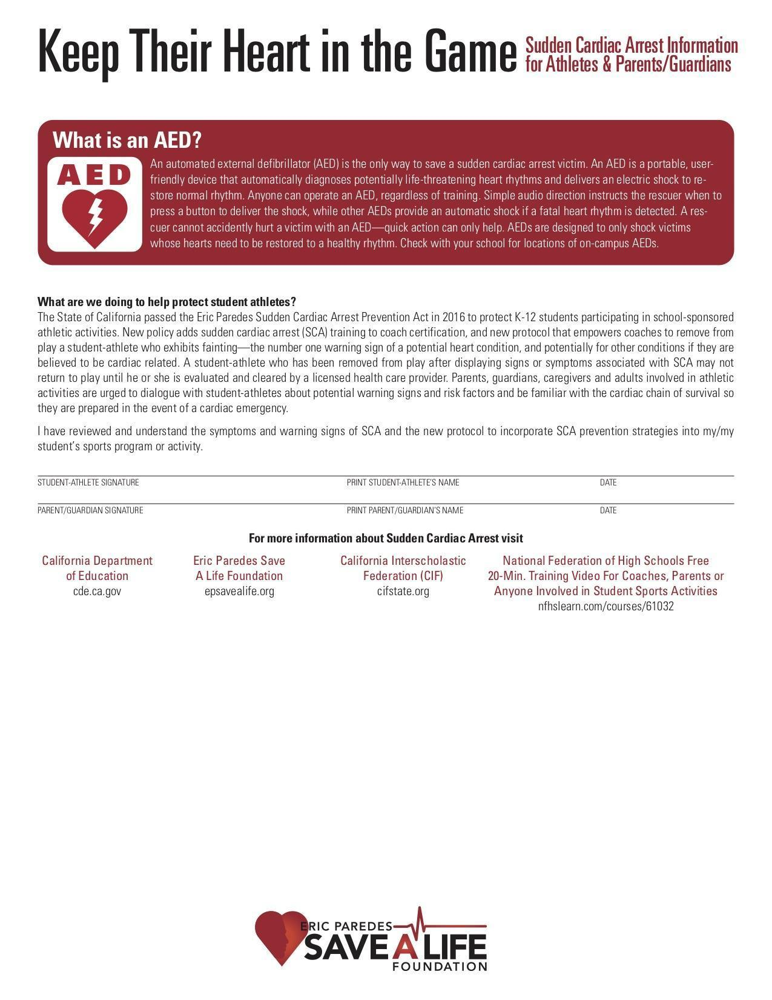 Keep Their Heart in the Game
Sudden Cardiac Arrest Information
for Athletes & Parents/Guardians
What is an AED?
AED
An automated external defibrillator (AED) is the only way to save a sudden cardiac arrest victim. An AED is a portable, user-
friendly device that automatically diagnoses potentially life-threatening heart rhythms and delivers an electric shock to re-
store normal rhythm. Anyone can operate an AED, regardless of training. Simple audio direction instructs the rescuer when to
press a button to deliver the shock, while other AEDs provide an automatic shock if a fatal heart rhythm is detected. A res-
cuer cannot accidently hurt a victim with an AED—quick action can only help. AEDs are designed to only shock victims
whose hearts need to be restored to a healthy rhythm. Check with your school for locations of on-campus AEDs.
What are we doing to help protect student athletes?
The State of California passed the Eric Paredes Sudden Cardiac Arrest Prevention Act in 2016 to protect K-12 students participating in school-sponsored
athletic activities. New policy adds sudden cardiac arrest (SCA) training to coach certification, and new protocol that empowers coaches to remove from
play a student-athlete who exhibits fainting—the number one warning sign of a potential heart condition, and potentially for other conditions if they are
believed to be cardiac related. A student-athlete who has been removed from play after displaying signs or symptoms associated with SCA may not
return to play until he or she is evaluated and cleared by a licensed health care provider. Parents, guardians, caregivers and adults involved in athletic
activities are urged to dialogue with student-athletes about potential warning signs and risk factors and be familiar with the cardiac chain of survival so
they are prepared in the event of a cardiac emergency.
I have reviewed and understand the symptoms and warning signs of SCA and the new protocol to incorporate SCA prevention strategies into my/my
student's sports program or activity.
STUDENT-ATHLETE SIGNATURE PRINT STUDENT-ATHLETE'S NAME DATE
PARENT/GUARDIAN SIGNATURE PRINT PARENT/GUARDIAN'S NAME DATE
For more information about Sudden Cardiac Arrest visit
California Department
of Education
cde.ca.gov
Eric Paredes Save
A Life Foundation
epsavealife.org
California Interscholastic
Federation (CIF)
cifstate.org
National Federation of High Schools Free
20-Min. Training Video For Coaches, Parents or
Anyone Involved in Student Sports Activities
nfhslearn.com/courses/61032
ERIC PAREDES
SAVE A LIFE
FOUNDATION